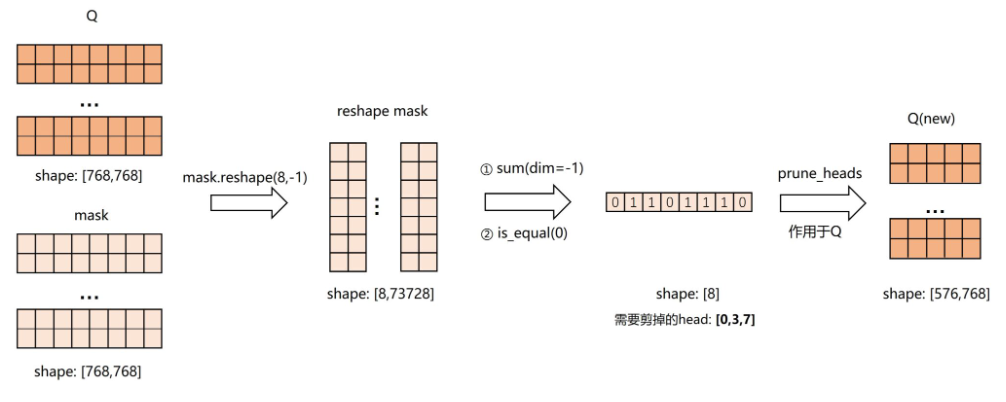 Q
...
shape: [768,768]
mask
...
shape: [768,768]
mask.reshape(8,-1)
reshape mask
...
shape: [8,73728]
① sum(dim=-1)
② is_equal(0)
0 1 1 0 1 1 1 0
shape: [8]
需要剪掉的head: [0,3,7]
prune_heads
作用于Q
Q(new)
...
shape: [576,768]